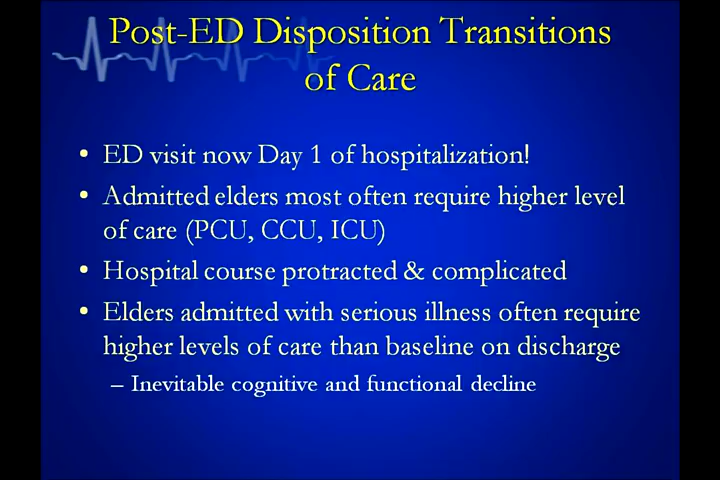 Post-ED Disposition Transitions
of Care
• ED visit now Day 1 of hospitalization!
• Admitted elders most often require higher level
of care (PCU, CCU, ICU)
• Hospital course protracted & complicated
• Elders admitted with serious illness often require
higher levels of care than baseline on discharge
– Inevitable cognitive and functional decline